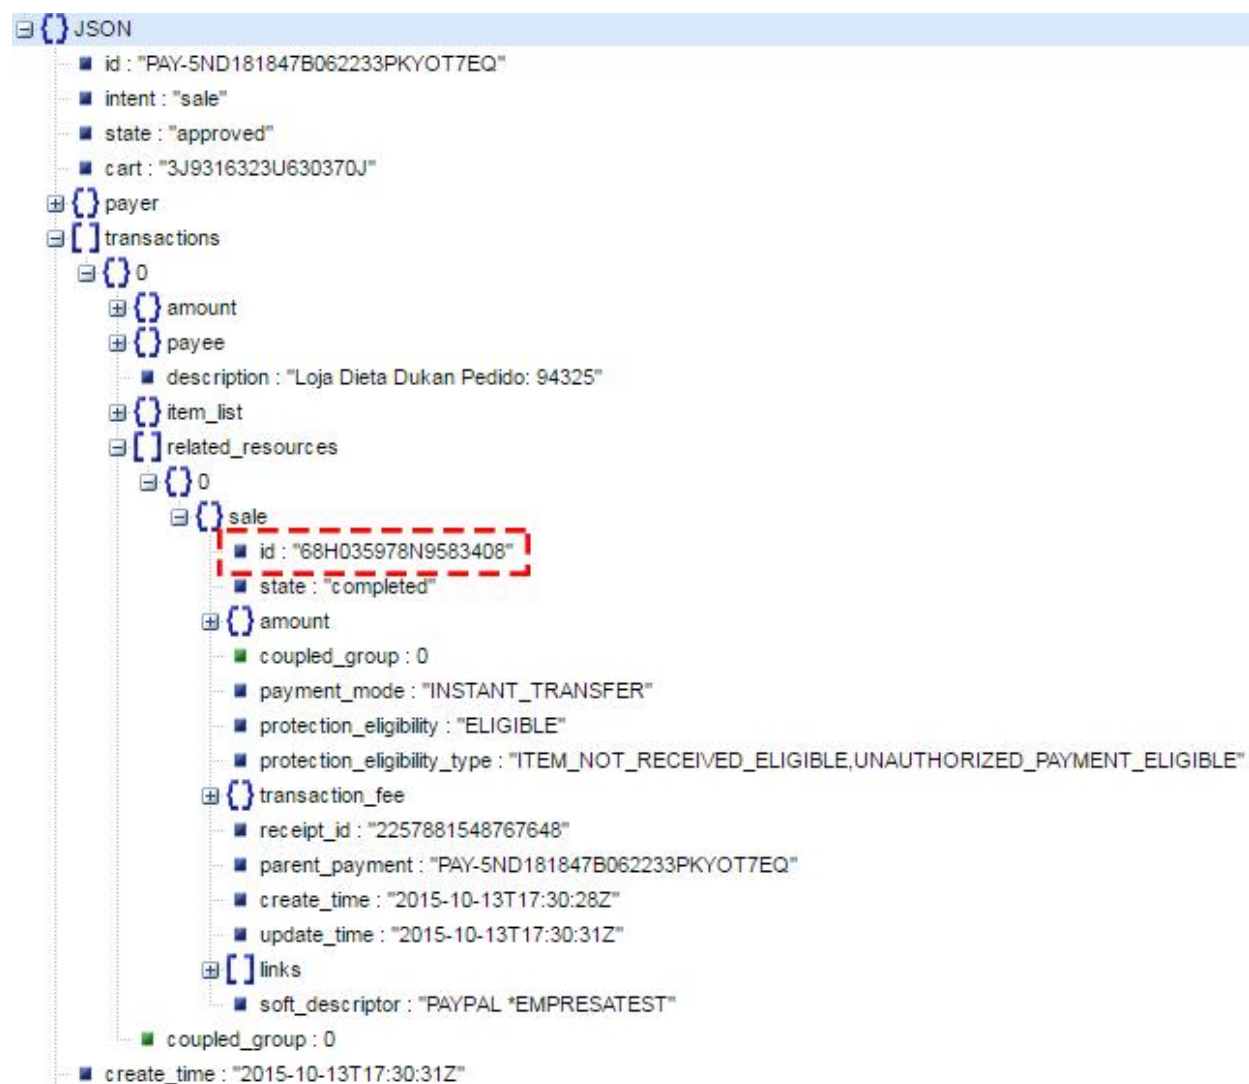 JSON
id : "PAY-5ND181847B062233PKYOT7EQ"
intent : "sale"
state : "approved"
cart : "3J9316323U630370J"
payer
transactions
0
amount
payee
description : "Loja Dieta Dukan Pedido: 94325"
item_list
related_resources
0
sale
id : "68H035978N9583408"
state : "completed"
amount
coupled_group : 0
payment_mode : "INSTANT_TRANSFER"
protection_eligibility : "ELIGIBLE"
protection_eligibility_type : "ITEM_NOT_RECEIVED_ELIGIBLE,UNAUTHORIZED_PAYMENT_ELIGIBLE"
transaction_fee
receipt_id : "2257881548767648"
parent_payment : "PAY-5ND181847B062233PKYOT7EQ"
create_time : "2015-10-13T17:30:28Z"
update_time : "2015-10-13T17:30:31Z"
links
soft_descriptor : "PAYPAL *EMPRESATEST"
coupled_group : 0
create_time : "2015-10-13T17:30:31Z"